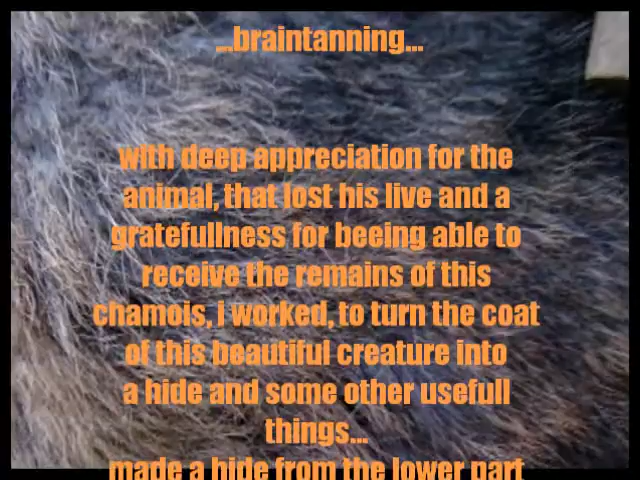 ...braintanning...
with deep appreciation for the
animal, that lost his live and a
gratefullness for beeing able to
receive the remains of this
chamois, i worked, to turn the coat
of this beautiful creature into
a hide and some other usefull
things...
made a hide from the lower part